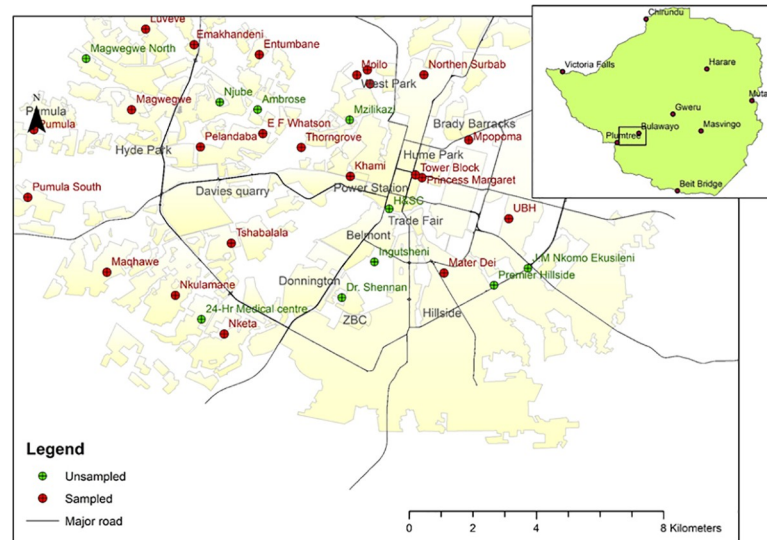 Luveve
Emakhandeni
Entumbane
Magwegwe North
Mpilo
Northen Surbab
West Park
Njube
Ambrose
Magwegwe
Mzilikaz
N
Pumula
Pumula
Brady Barracks
E F Whatson
Mpopoma
Pelandaba
Thorngrove
Hyde Park
Hume Park
Khami
Tower Block
Princess Margaret
Power Station
Pumula South
Davies quarry
H&SC
UBH
Trade Fair
Tshabalala
Belmont
Ingutsheni
J M Nkomo Ekusileni
Maqhawe
Mater Dei
Premier Hillside
Donnington
Nkulamane
Dr. Shennan
24-Hr Medical centre
Hillside
ZBC
Nketa
Chirundu
Victoria Falls
Harare
Muta
Gweru
Plumtree
Bulawayo
Masvingo
Beit Bridge
Legend
Unsampled
Sampled
Major road
0 2 4 8 Kilometers